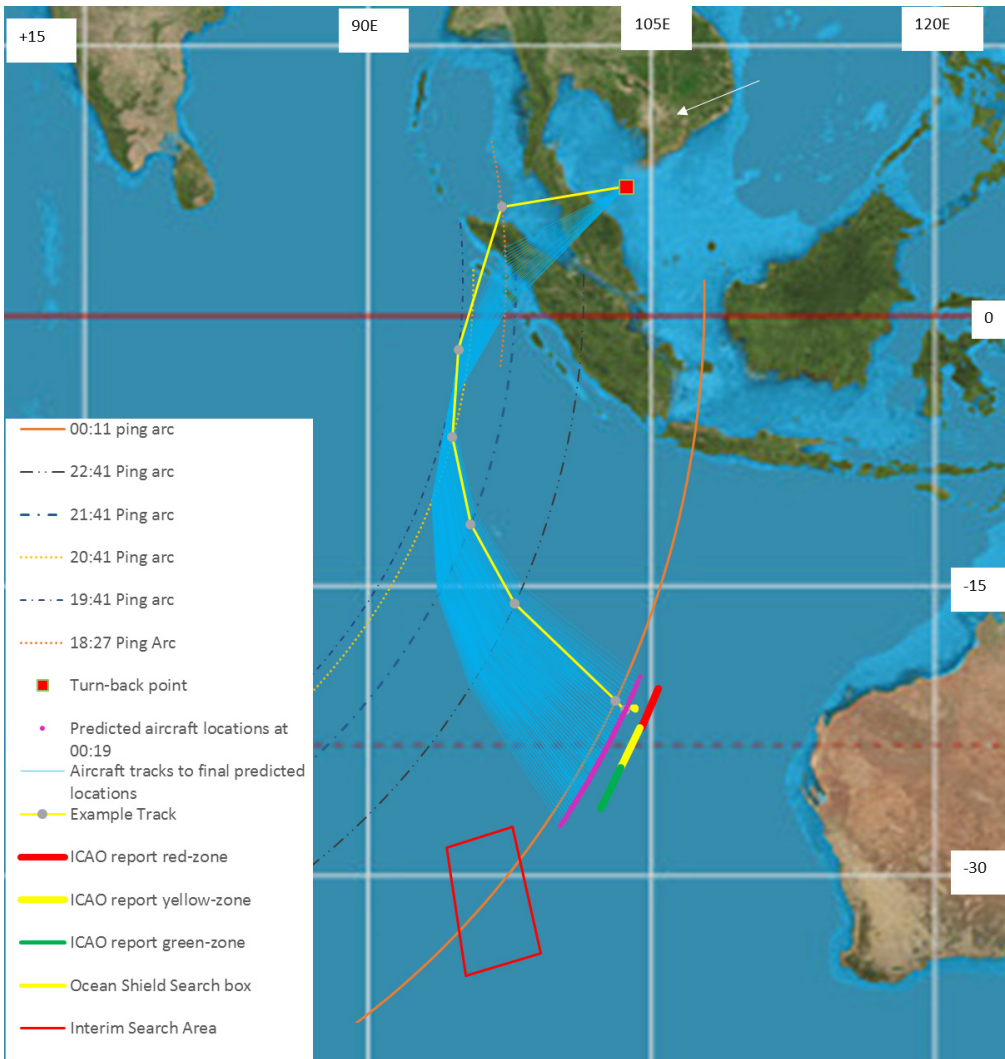 +15
90E
105E
120E
0
-15
-30
00:11 ping arc
22:41 Ping arc
21:41 Ping arc
20:41 Ping arc
19:41 Ping arc
18:27 Ping Arc
Turn-back point
Predicted aircraft locations at
00:19
Aircraft tracks to final predicted
locations
Example Track
ICAO report red-zone
ICAO report yellow-zone
ICAO report green-zone
Ocean Shield Search box
Interim Search Area